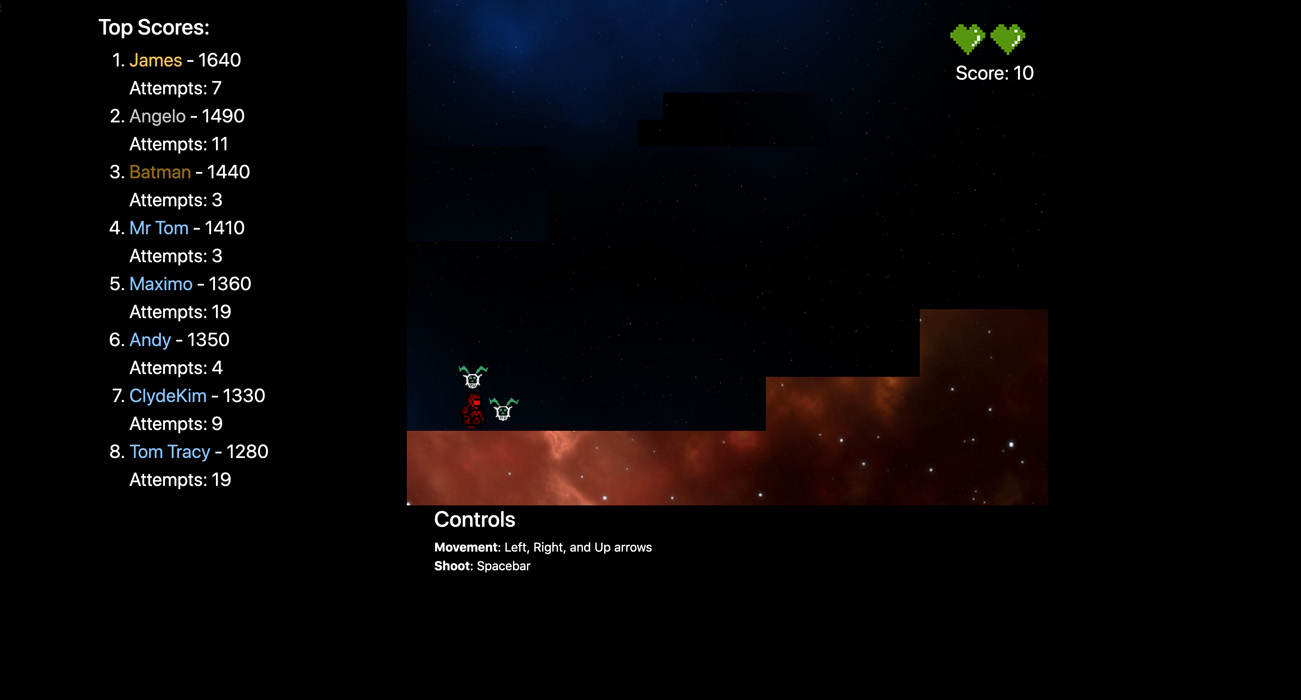 Top Scores:
1. James - 1640
Attempts: 7
2. Angelo - 1490
Attempts: 11
3. Batman - 1440
Attempts: 3
4. Mr Tom - 1410
Attempts: 3
5. Maximo - 1360
Attempts: 19
6. Andy - 1350
Attempts: 4
7. ClydeKim - 1330
Attempts: 9
8. Tom Tracy - 1280
Attempts: 19
Score: 10
Controls
Movement: Left, Right, and Up arrows
Shoot: Spacebar